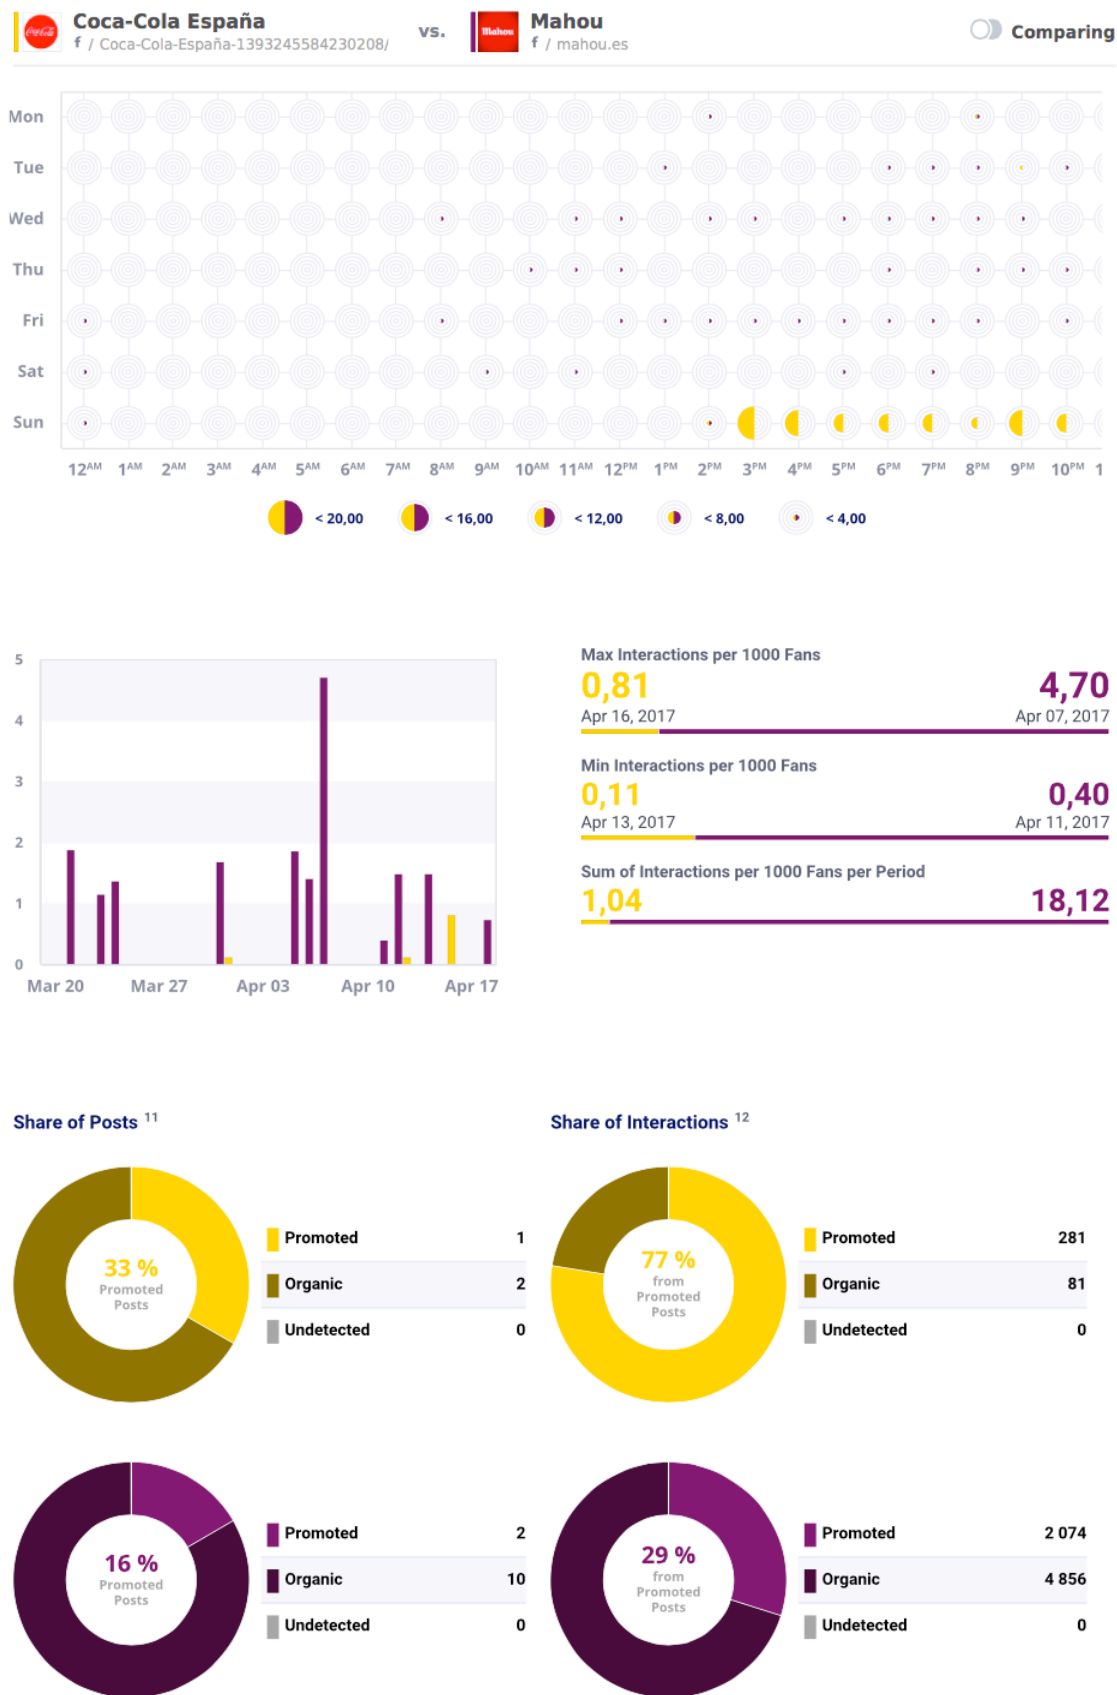 Coca-Cola España
f / Coca-Cola-España-1393245584230208/
vs.
Mahou
Mahou
f / mahou.es
Comparing
Mon
Tue
Wed
Thu
Fri
Sat
Sun
12AM 1AM 2AM 3AM 4AM 5AM 6AM 7AM 8AM 9AM 10AM 11AM 12PM 1PM 2PM 3PM 4PM 5PM 6PM 7PM 8PM 9PM 10PM 1
< 20,00 < 16,00 < 12,00 < 8,00 < 4,00
5
4
3
2
1
0
Mar 20 Mar 27 Apr 03 Apr 10 Apr 17
Max Interactions per 1000 Fans
0,81 4,70
Apr 16, 2017 Apr 07, 2017
Min Interactions per 1000 Fans
0,11 0,40
Apr 13, 2017 Apr 11, 2017
Sum of Interactions per 1000 Fans per Period
1,04 18,12
Share of Posts 11
33 %
Promoted
Posts
Promoted 1
Organic 2
Undetected 0
Share of Interactions 12
77 %
from
Promoted
Posts
Promoted 281
Organic 81
Undetected 0
16 %
Promoted
Posts
Promoted 2
Organic 10
Undetected 0
29 %
from
Promoted
Posts
Promoted 2 074
Organic 4 856
Undetected 0